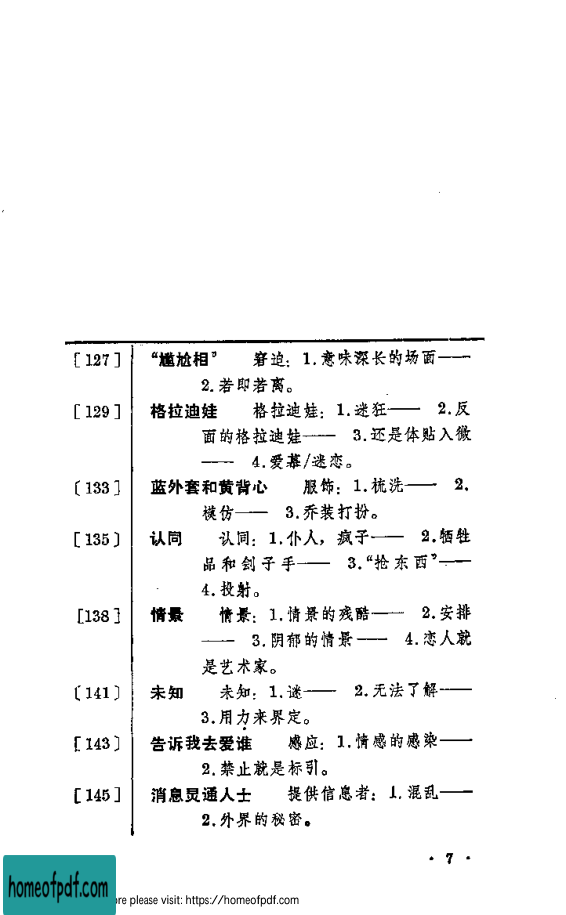 [127] “尴尬相” 窘迫：1.意味深长的场面——
2.若即若离。
[129] 格拉迪娃 格拉迪娃：1.迷狂—— 2.反
面的格拉迪娃—— 3.还是体贴入微
—— 4.爱慕/迷恋。
〔133〕 蓝外套和黄背心 服饰：1.梳洗—— 2.
模仿—— 3.乔装打扮。
[135〕 认同 认同：1.仆人，疯子—— 2.牺牲
品和刽子手—— 3.“抢东西”——
4.投射。
[138] 情景 情景：1.情景的残酷—— 2.安排
—— 3.阴郁的情景—— 4.恋人就
是艺术家。
〔141〕 未知 未知：1.谜—— 2.无法了解——
3.用力来界定。
[143〕 告诉我去爱谁 感应：1.情感的感染——
2.禁止就是标引。
[145] 消息灵通人士 提供信息者：1.混乱——
2.外界的秘密。
· 7 ·
homeofpdf.com
ore please visit: https://homeofpdf.com